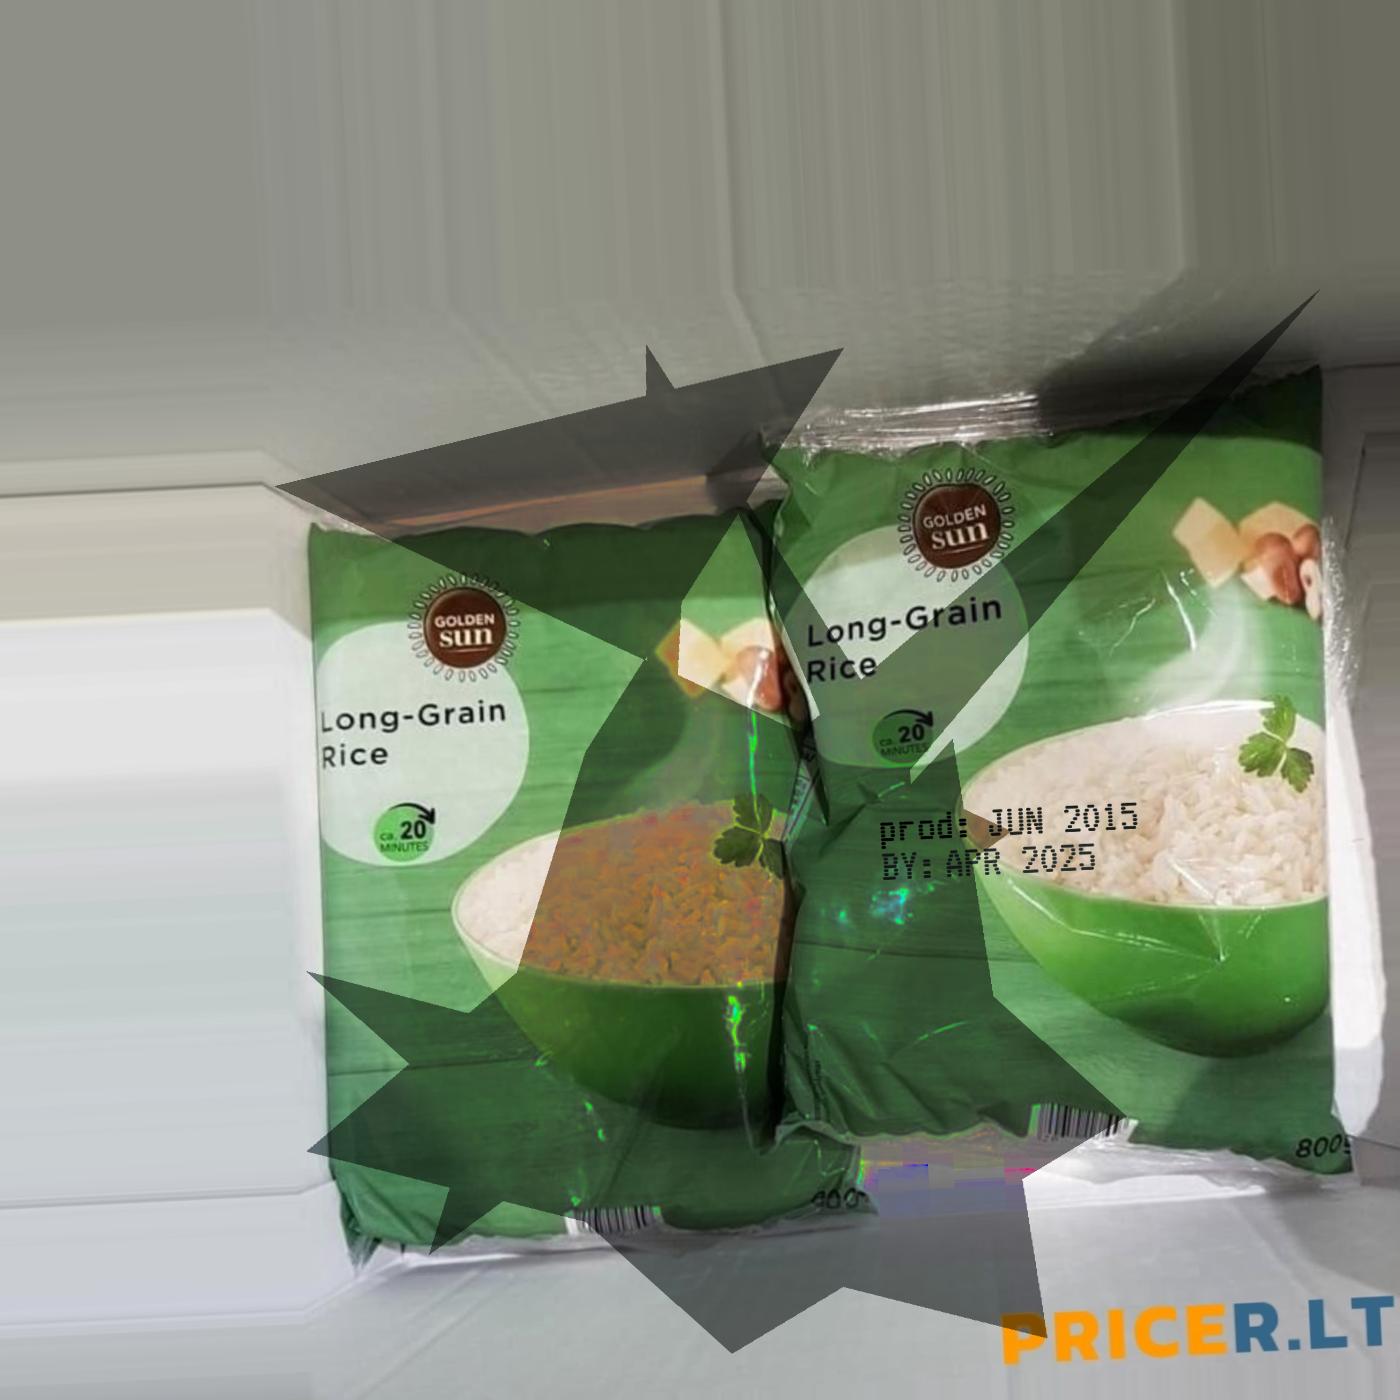 GOLDEN
sun
Long-Grain
Rice
ca. 20
MINUTES
GOLDEN
sun
Long-Grain
Rice
ca. 20
MINUTES
prod: JUN 2015
BY: APR 2025
800g
PRICER.LT